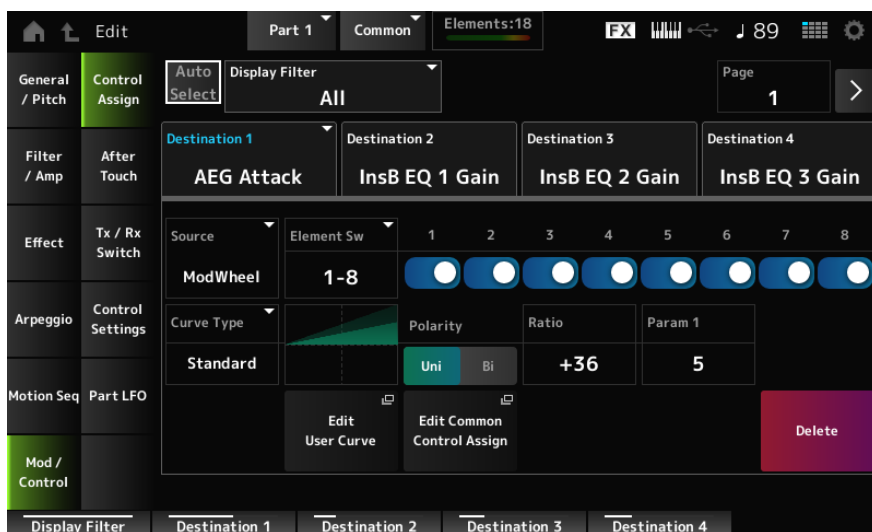 Edit
Part 1
Common
Elements:18
FX
89
General
/ Pitch
Control
Assign
Auto
Select
Display Filter
All
Page
1
Filter
/ Amp
After
Touch
Destination 1
AEG Attack
Destination 2
InsB EQ 1 Gain
Destination 3
InsB EQ 2 Gain
Destination 4
InsB EQ 3 Gain
Effect
Tx / Rx
Switch
Source
ModWheel
Element Sw
1-8
1 2 3 4 5 6 7 8
Arpeggio
Control
Settings
Curve Type
Standard
Polarity
Uni Bi
Ratio
+36
Param 1
5
Motion Seq
Part LFO
Edit
User Curve
Edit Common
Control Assign
Delete
Mod /
Control
Display Filter
Destination 1
Destination 2
Destination 3
Destination 4